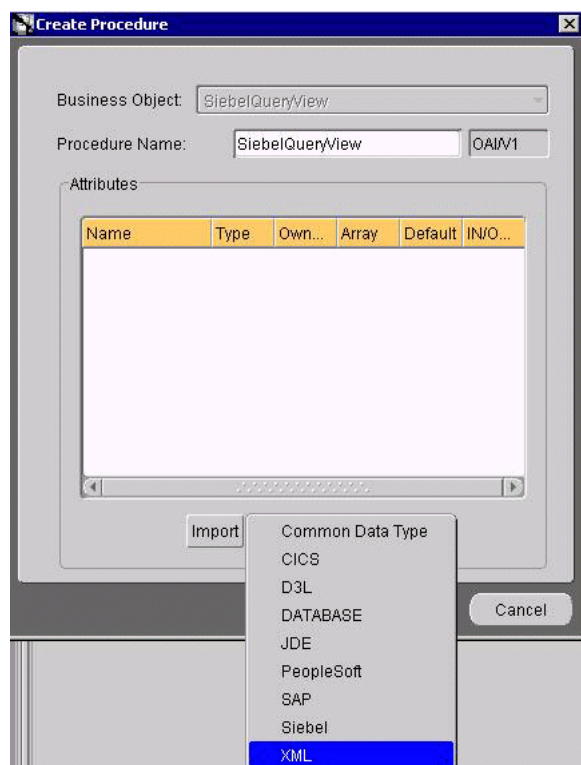 Create Procedure
Business Object: SiebelQueryView
Procedure Name: SiebelQueryView OAI/V1
Attributes
Name Type Own... Array Default IN/O...
Import
Common Data Type
CICS
D3L
DATABASE
Cancel
JDE
PeopleSoft
SAP
Siebel
XML